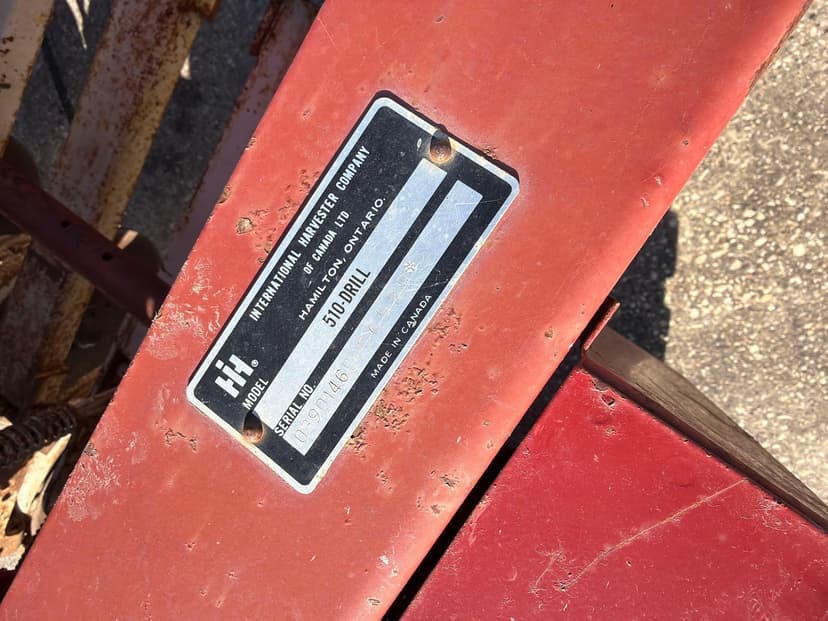 IH®
INTERNATIONAL HARVESTER COMPANY
OF CANADA LTD
HAMILTON, ONTARIO.
MODEL
510-DRILL
SERIAL NO.
MADE IN CANADA